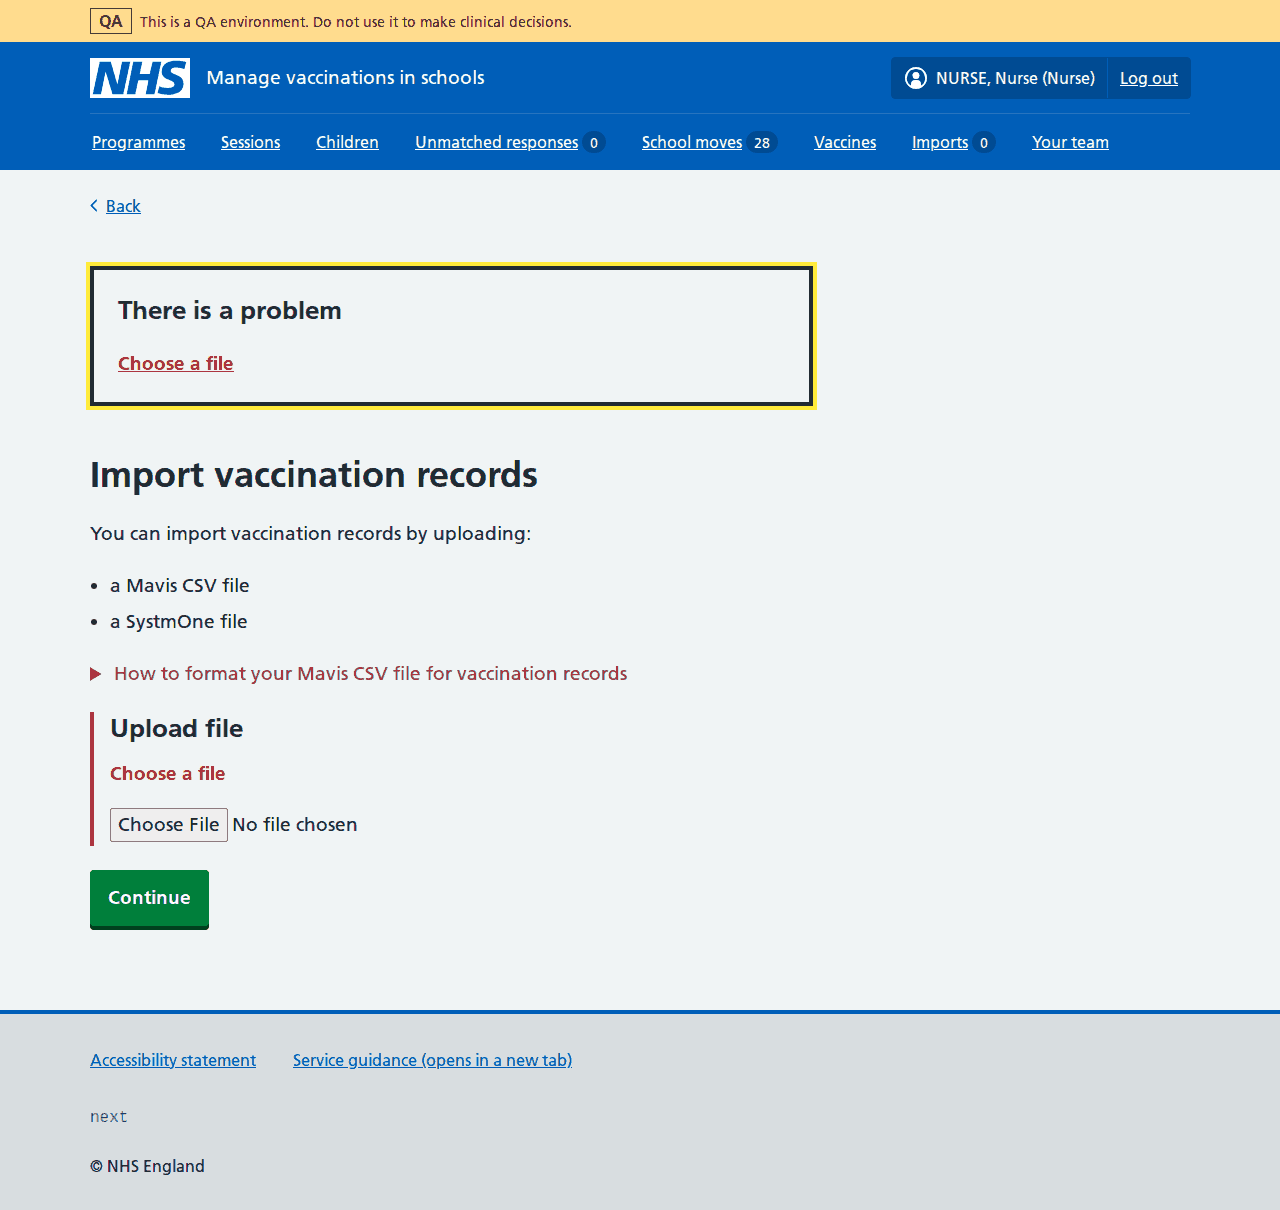 QA This is a QA environment. Do not use it to make clinical decisions.
NHS Manage vaccinations in schools NURSE, Nurse (Nurse) Log out
Programmes Sessions Children Unmatched responses 0 School moves 28 Vaccines Imports 0 Your team
Back
There is a problem
Choose a file
Import vaccination records
You can import vaccination records by uploading:
• a Mavis CSV file
• a SystmOne file
How to format your Mavis CSV file for vaccination records
Upload file
Choose a file
Choose File No file chosen
Continue
Accessibility statement Service guidance (opens in a new tab)
next
© NHS England